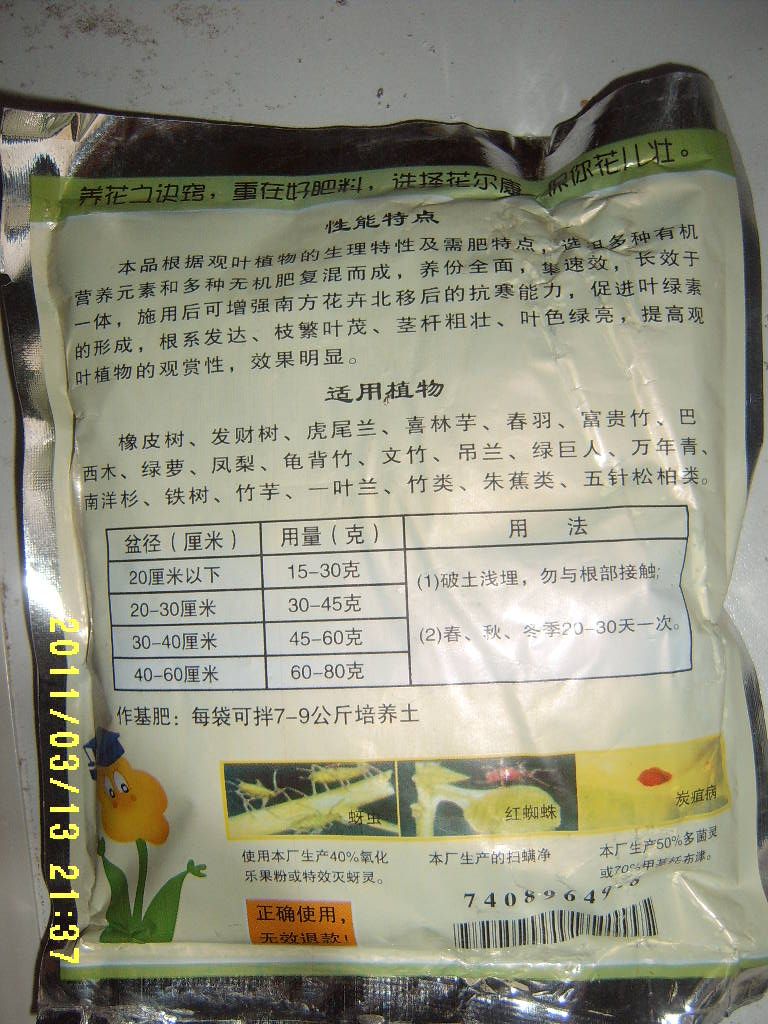 养花之诀窍，重在好肥料，选择花尔康 保你花儿壮。
性能特点
本品根据观叶植物的生理特性及需肥特点，选 多种有机
营养元素和多种无机肥复混而成，养份全面，集速效，长效于
一体，施用后可增强南方花卉北移后的抗寒能力，促进叶绿素
的形成，根系发达、枝繁叶茂、茎杆粗壮、叶色绿亮，提高观
叶植物的观赏性，效果明显。
适用植物
橡皮树、发财树、虎尾兰、喜林芋、春羽、富贵竹、巴
西木、绿萝、凤梨、龟背竹、文竹、吊兰、绿巨人、万年青、
南洋杉、铁树、竹芋、一叶兰、竹类、朱蕉类、五针松柏类。
盆径（厘米） 用量（克） 用 法
20厘米以下 15-30克
20-30厘米 30-45克
30-40厘米 45-60克
40-60厘米 60-80克
(1)破土浅埋，勿与根部接触;
(2)春、秋、冬季20-30天一次。
作基肥：每袋可拌7-9公斤培养土
蚜虫 红蜘蛛 炭疽病
使用本厂生产40%氧化
乐果粉或特效灭蚜灵。
本厂生产的扫螨净
本厂生产50%多菌灵
或70%甲基托布津。
7408964
正确使用，
无效退款！
2011/03/13 21:37